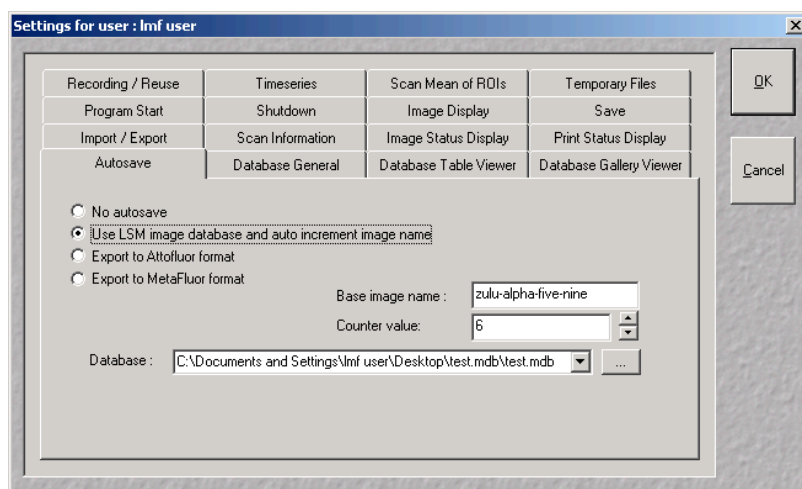 Settings for user : lmf user
Recording / Reuse Timeseries Scan Mean of ROIs Temporary Files
Program Start Shutdown Image Display Save
Import / Export Scan Information Image Status Display Print Status Display
Autosave Database General Database Table Viewer Database Gallery Viewer
OK
Cancel
No autosave
Use LSM image database and auto increment image name
Export to Attofluor format
Export to MetaFluor format
Base image name : zulu-alpha-five-nine
Counter value: 6
Database : C:\Documents and Settings\lmf user\Desktop\test.mdb\test.mdb ...